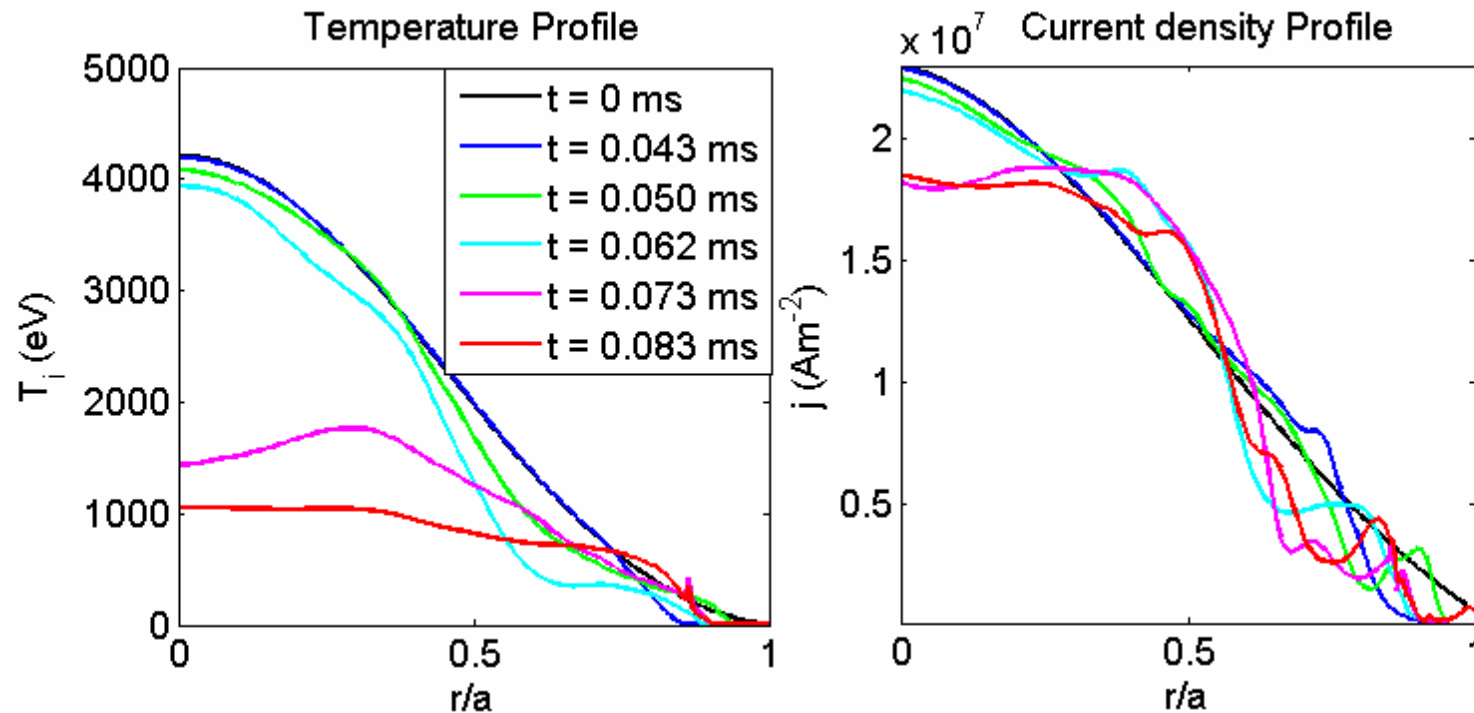 Temperature Profile
5000
4000
3000
2000
1000
0
T_i (eV)
0
0.5
1
r/a
t = 0 ms
t = 0.043 ms
t = 0.050 ms
t = 0.062 ms
t = 0.073 ms
t = 0.083 ms
x 10^7
Current density Profile
2
1.5
1
0.5
j (Am^-2)
0
0.5
1
r/a